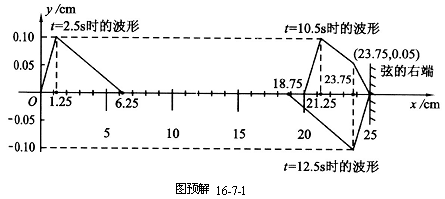 y/cm
t=2.5s时的波形
t=10.5s时的波形
0.10
(23.75,0.05)
0.05
18.75
23.75
弦的右端
O
1.25
6.25
21.25
x/cm
-0.05
5
10
15
20
25
-0.10
t=12.5s时的波形
图预解 16-7-1